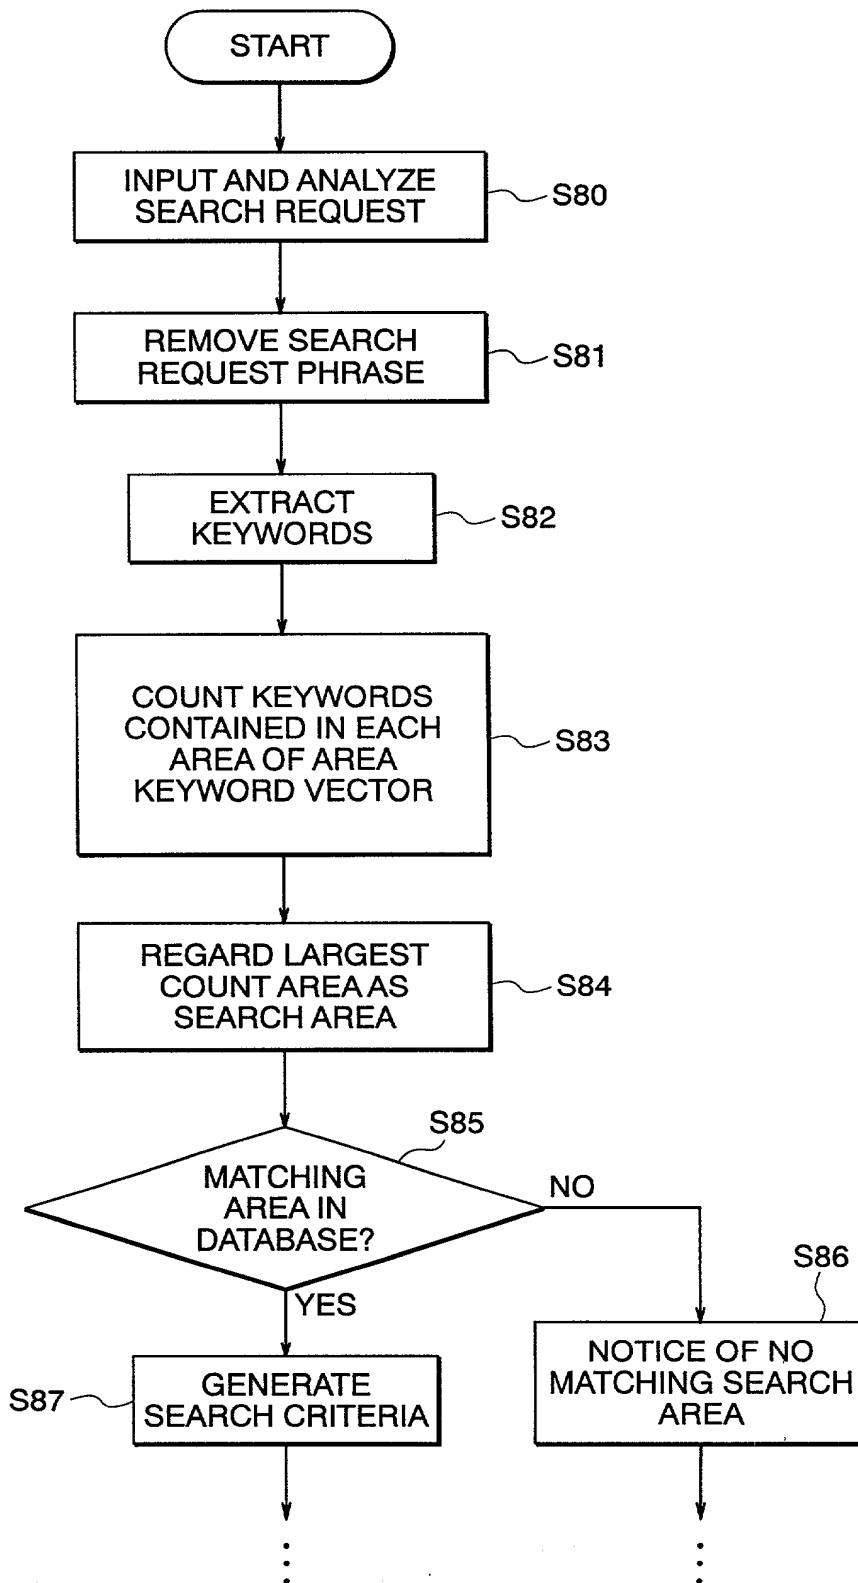 START
INPUT AND ANALYZE
SEARCH REQUEST
S80
REMOVE SEARCH
REQUEST PHRASE
S81
EXTRACT
KEYWORDS
S82
COUNT KEYWORDS
CONTAINED IN EACH
AREA OF AREA
KEYWORD VECTOR
S83
REGARD LARGEST
COUNT AREA AS
SEARCH AREA
S84
S85
MATCHING
AREA IN
DATABASE?
NO
YES
S86
NOTICE OF NO
MATCHING SEARCH
AREA
S87
GENERATE
SEARCH CRITERIA